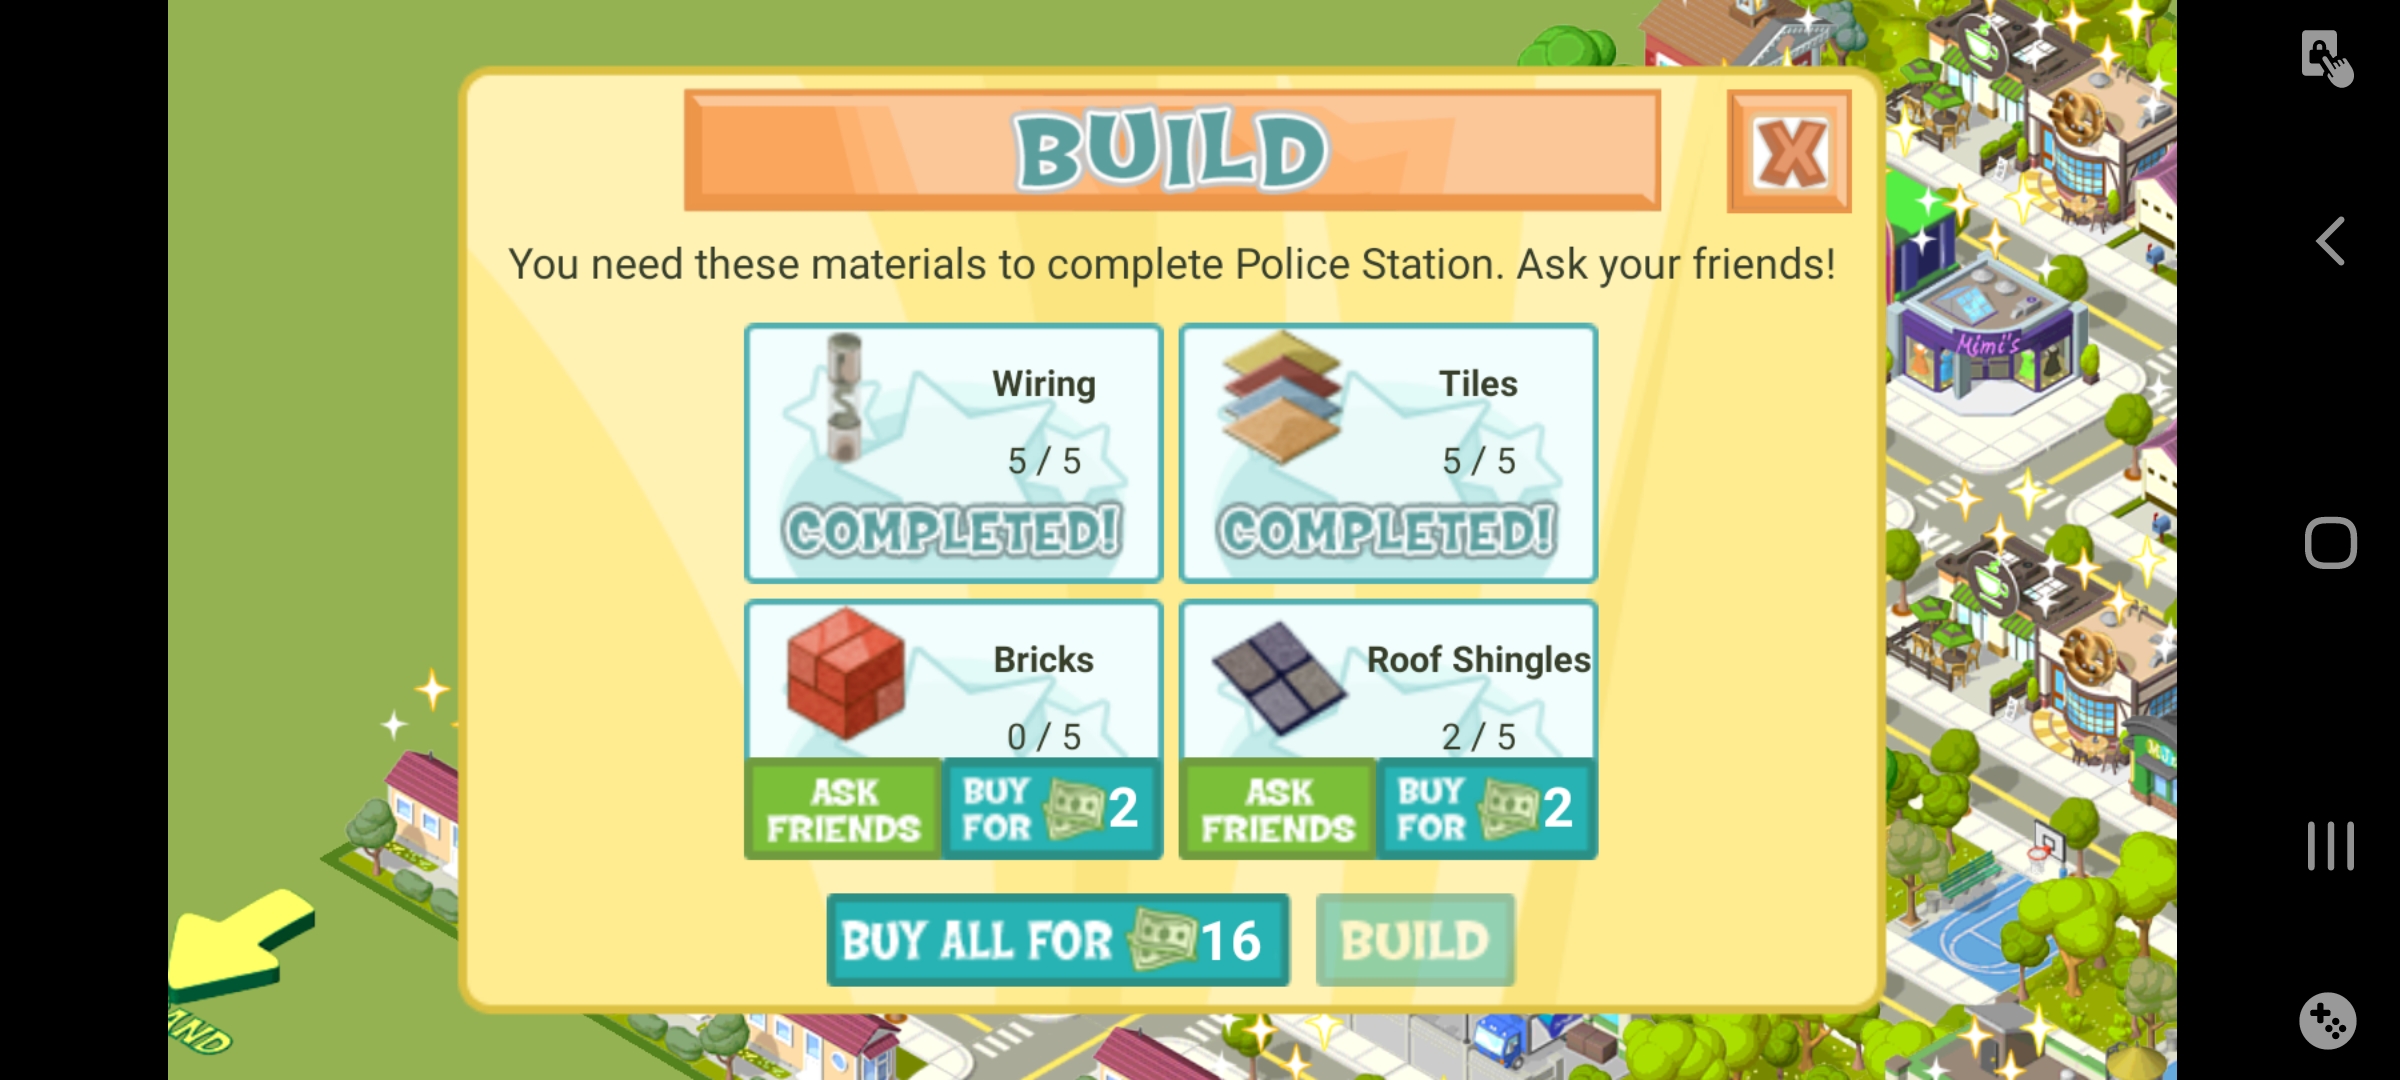 BUILD
X
You need these materials to complete Police Station. Ask your friends!
Wiring
5 / 5
COMPLETED!
Tiles
5 / 5
COMPLETED!
Bricks
0 / 5
ASK
FRIENDS
BUY
FOR
2
Roof Shingles
2 / 5
ASK
FRIENDS
BUY
FOR
2
BUY ALL FOR 16
BUILD
Mimi's
AND